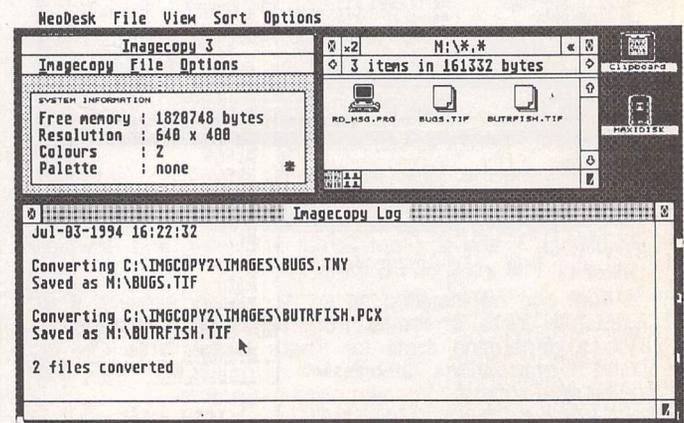 NeoDesk File View Sort Options
Imagecopy 3
Imagecopy File Options
SYSTEM INFORMATION
Free memory : 1820748 bytes
Resolution : 640 x 400
Colours : 2
Palette : none
x2 M:\*.*
3 items in 161332 bytes
RD_MSG.PRG BUGS.TIF BUTRFISH.TIF
Clipboard
MAXIDISK
Imagecopy Log
Jul-03-1994 16:22:32
Converting C:\IMGCOPY2\IMAGES\BUGS.TNY
Saved as M:\BUGS.TIF
Converting C:\IMGCOPY2\IMAGES\BUTRFISH.PCX
Saved as M:\BUTRFISH.TIF
2 files converted